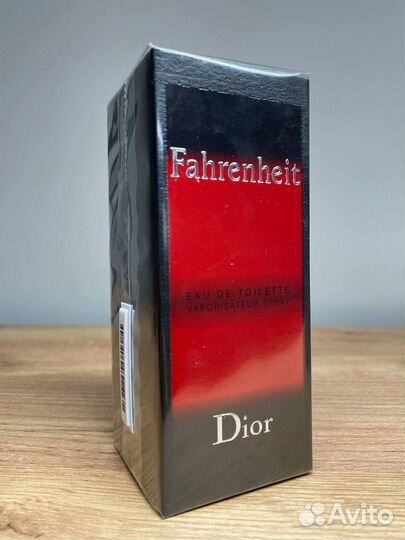 Fahrenheit
EAU DE TOILETTE
VAPORISATEUR SPRAY
Dior
Avito